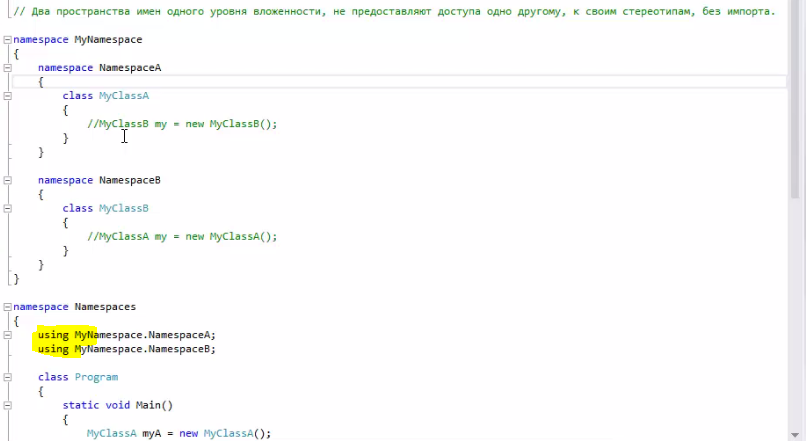 // Два пространства имен одного уровня вложенности, не предоставляют доступа одно другому, к своим стереотипам, без импорта.
namespace MyNamespace
{
namespace NamespaceA
{
class MyClassA
{
//MyClassB my = new MyClassB();
}
}
namespace NamespaceB
{
class MyClassB
{
//MyClassA my = new MyClassA();
}
}
}
namespace Namespaces
{
using MyNamespace.NamespaceA;
using MyNamespace.NamespaceB;
class Program
{
static void Main()
{
MyClassA myA = new MyClassA();